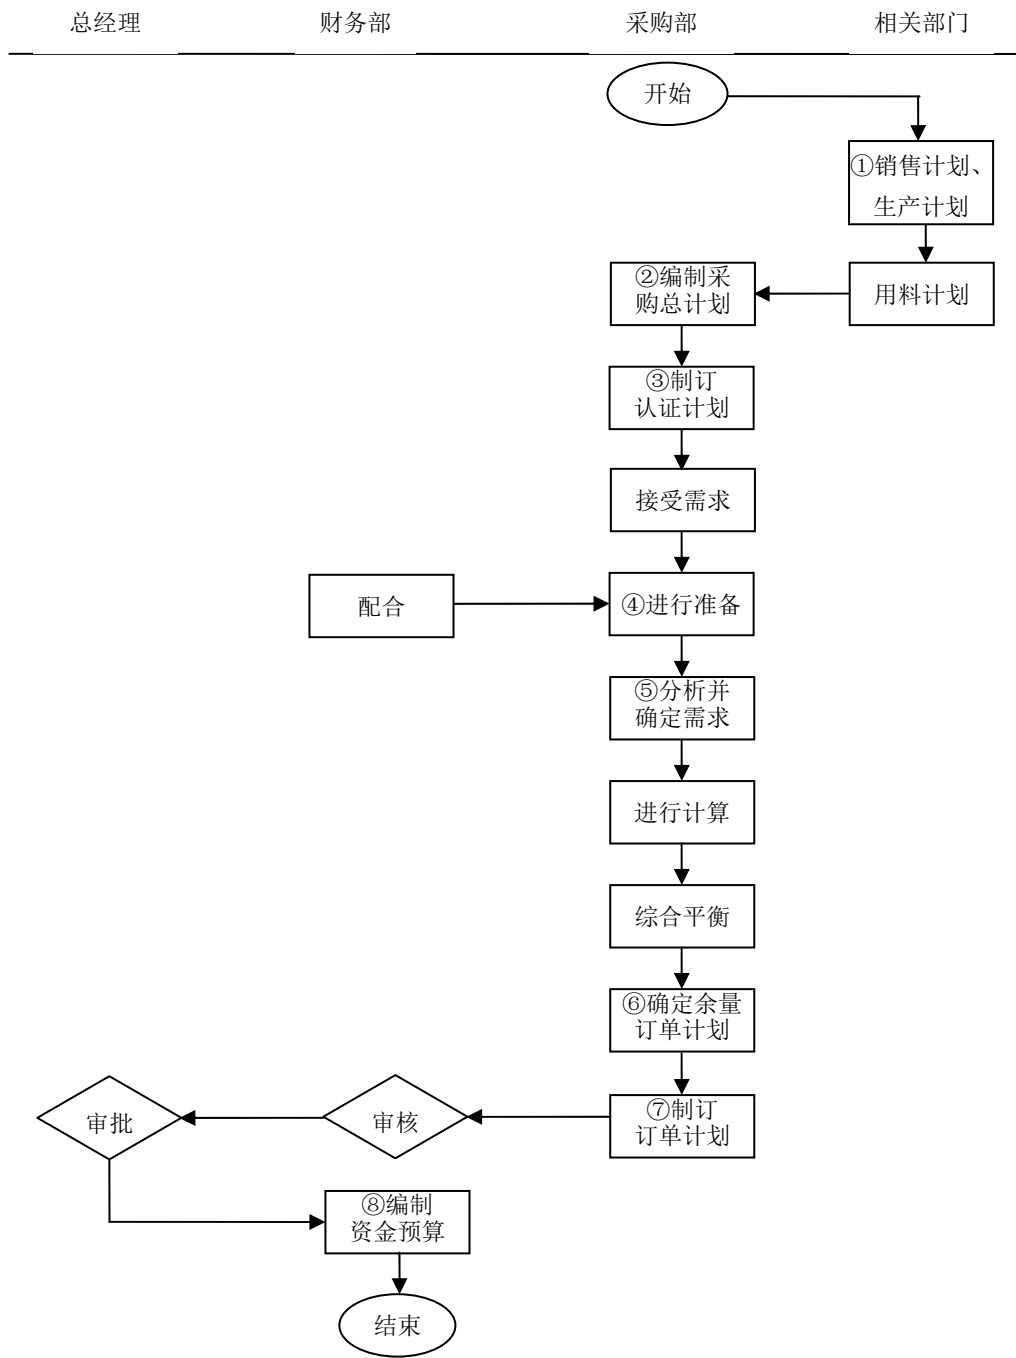 总经理 财务部 采购部 相关部门
开始
①销售计划、
生产计划
②编制采
购总计划
用料计划
③制订
认证计划
接受需求
配合
④进行准备
⑤分析并
确定需求
进行计算
综合平衡
⑥确定余量
订单计划
审批
审核
⑦制订
订单计划
⑧编制
资金预算
结束